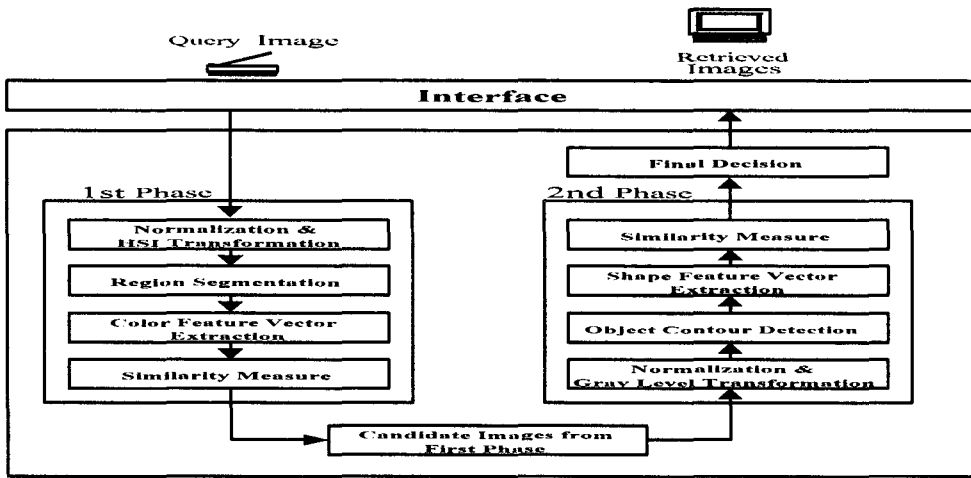 Query Image
Retrieved
Images
Interface
1st Phase
Normalization &
HSI Transformation
Region Segmentation
Color Feature Vector
Extraction
Similarity Measure
Candidate Images from
First Phase
2nd Phase
Normalization &
Gray Level Transformation
Object Contour Detection
Shape Feature Vector
Extraction
Similarity Measure
Final Decision